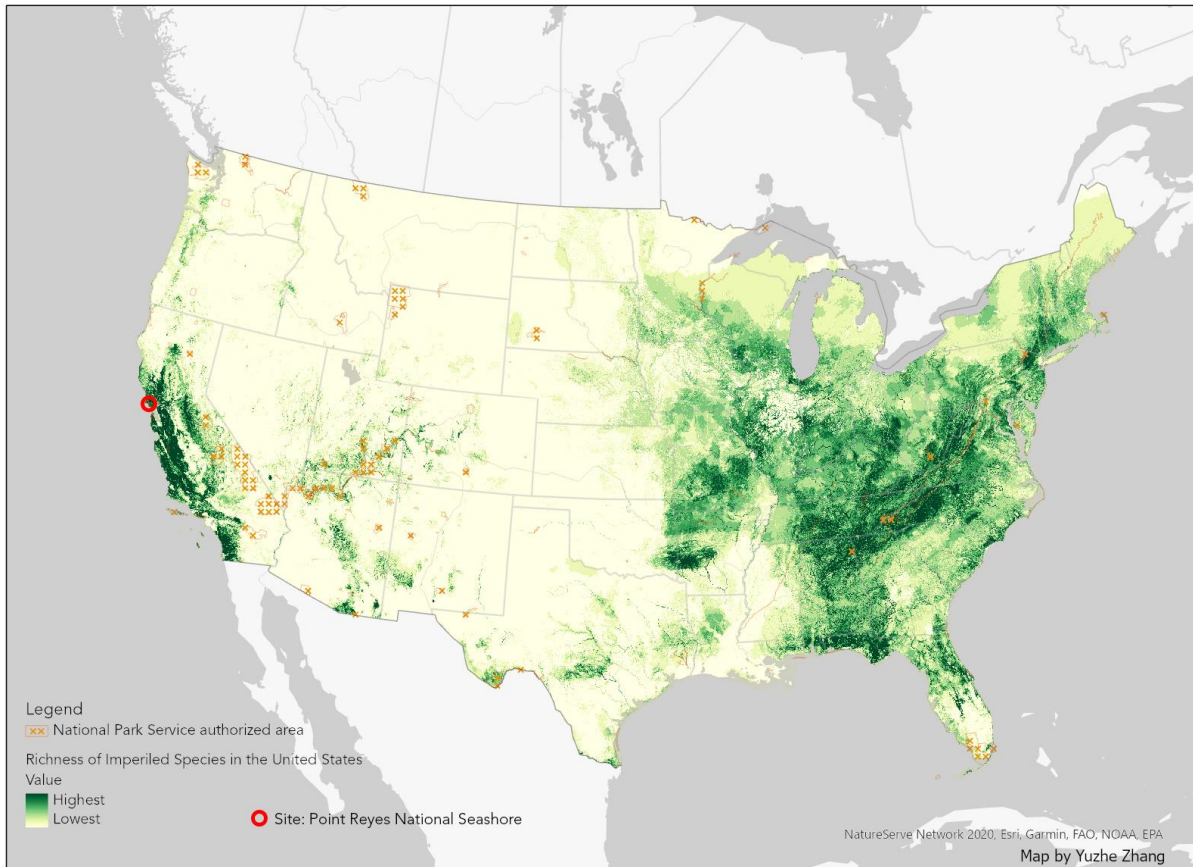 Legend
National Park Service authorized area
Richness of Imperiled Species in the United States
Value
Highest
Lowest
Site: Point Reyes National Seashore
NatureServe Network 2020, Esri, Garmin, FAO, NOAA, EPA
Map by Yuzhe Zhang